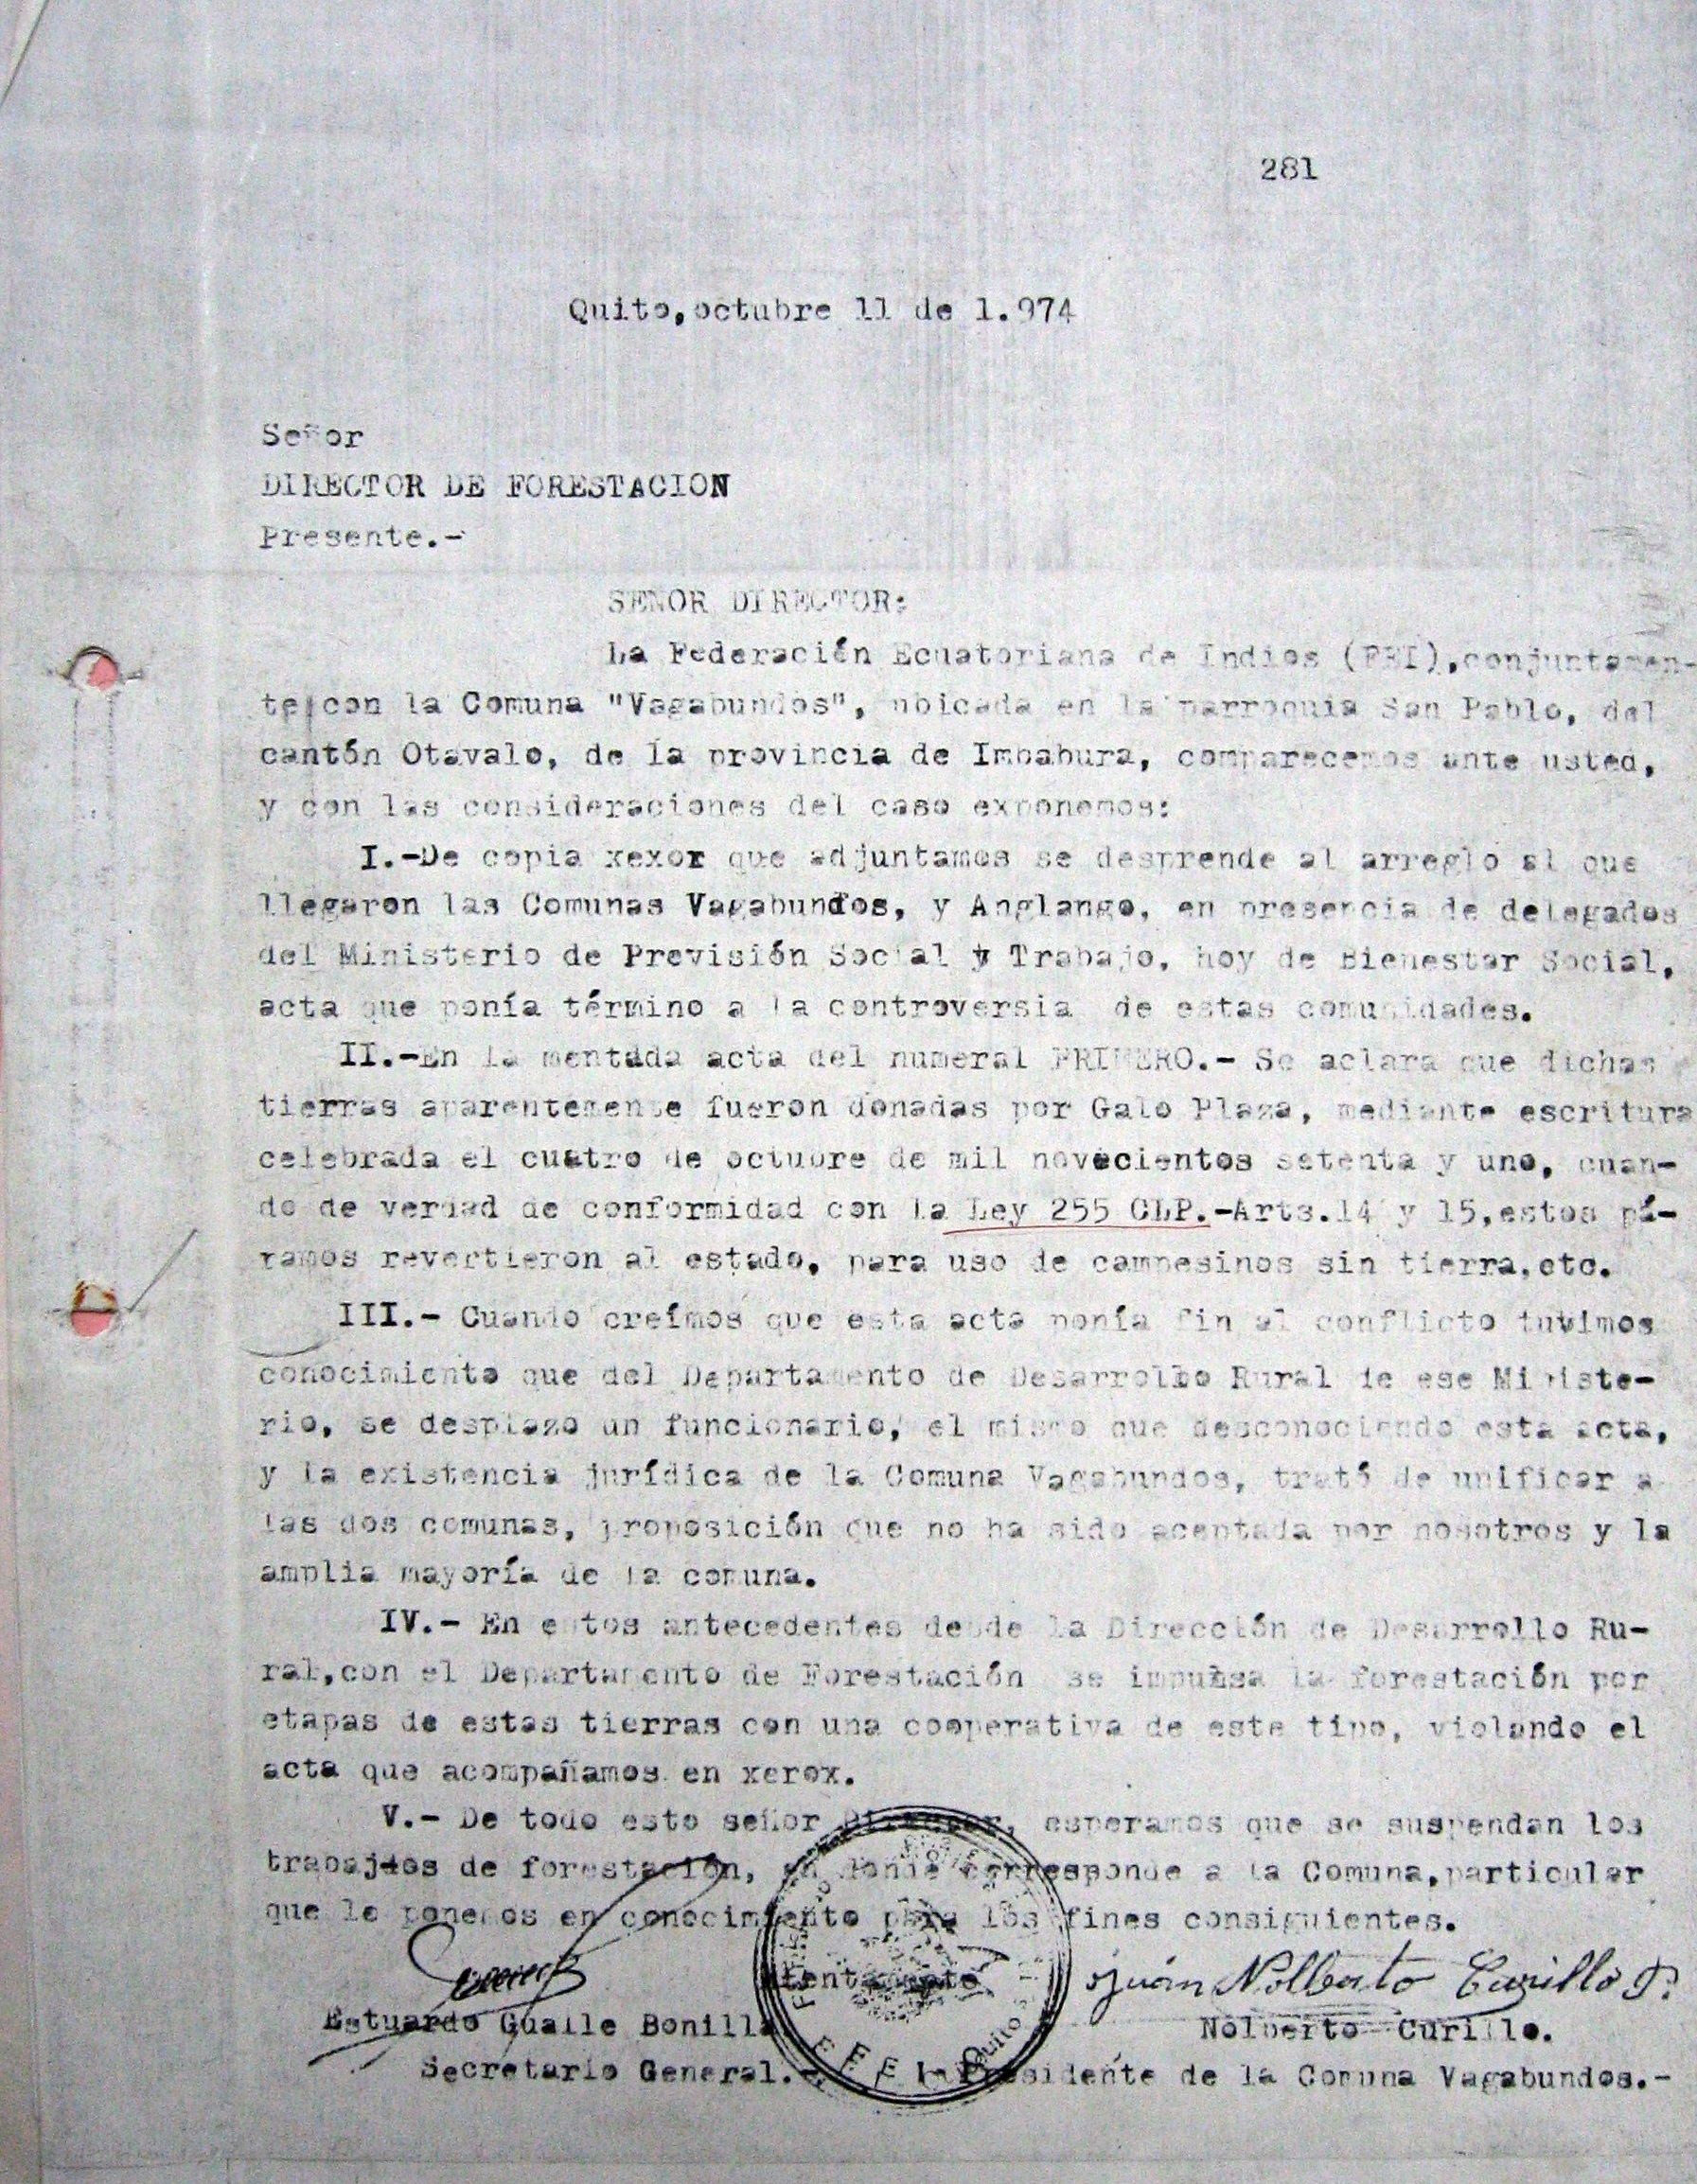 281
Quito,octubre 11 de 1.974
Señor
DIRECTOR DE FORESTACION
Presente.-
SEÑOR DIRECTOR:
La Federación Ecuatoriana de Indios (FEI),conjuntamen-
te con la Comuna "Vagabundos", ubicada en la parroquia San Pablo, del
cantón Otavalo, de la provincia de Imbabura, comparecemos ante usted,
y con las consideraciones del caso exponemos:
I.-De copia xexor que adjuntamos se desprende al arreglo al que
llegaron las Comunas Vagabundos, y Anglango, en presencia de delegados
del Ministerio de Previsión Social y Trabajo, hoy de Bienestar Social,
acta que ponía término a la controversia de estas comunidades.
II.-En la mentada acta del numeral PRIMERO.- Se aclara que dichas
tierras aparentemente fueron donadas por Galo Plaza, mediante escritura
celebrada el cuatro de octubre de mil novecientos setenta y uno, cuan-
do de verdad de conformidad con la Ley 255 CLP.-Arts.14 y 15,estos pá-
ramos revertieron al estado, para uso de campesinos sin tierra,etc.
III.- Cuando creímos que esta acta ponía fin al conflicto tuvimos
conocimiento que del Departamento de Desarrollo Rural de ese Ministe-
rio, se desplazo un funcionario, el mismo que desconociendo esta acta,
y la existencia jurídica de la Comuna Vagabundos, trató de unificar a
las dos comunas, proposición que no ha sido aceptada por nosotros y la
amplia mayoría de la comuna.
IV.- En estos antecedentes desde la Dirección de Desarrollo Ru-
ral,con el Departamento de Forestación se impulsa la forestación por
etapas de estas tierras con una cooperativa de este tipo, violando el
acta que acompañamos en xerox.
V.- De todo esto señor Director, esperamos que se suspendan los
trabajos de forestación, en donde corresponde a la Comuna,particular
que le ponemos en conocimiento para los fines consiguientes.
Atentamente
Juan Nolberto Curillo P.
Estuardo Gualle Bonilla Nolberto Curillo.
Secretario General. Presidente de la Comuna Vagabundos.-
F E I
Quito